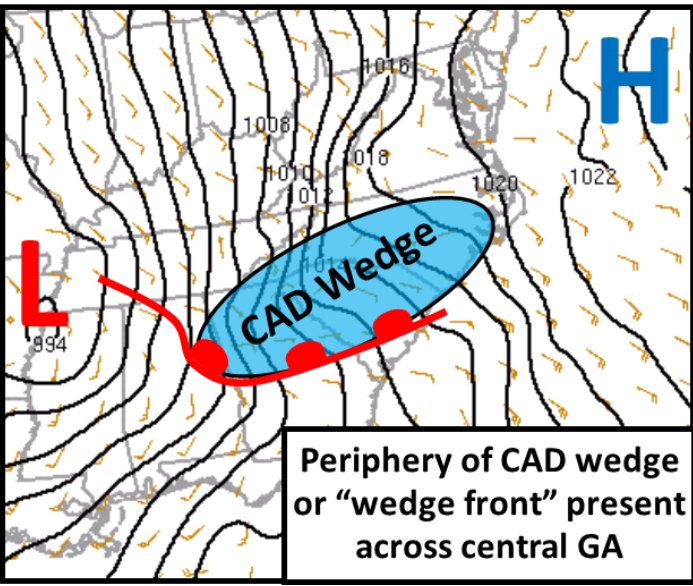 H
1016
1008
1018
1010
1020
1022
1012
CAD Wedge
L
994
Periphery of CAD wedge
or “wedge front” present
across central GA